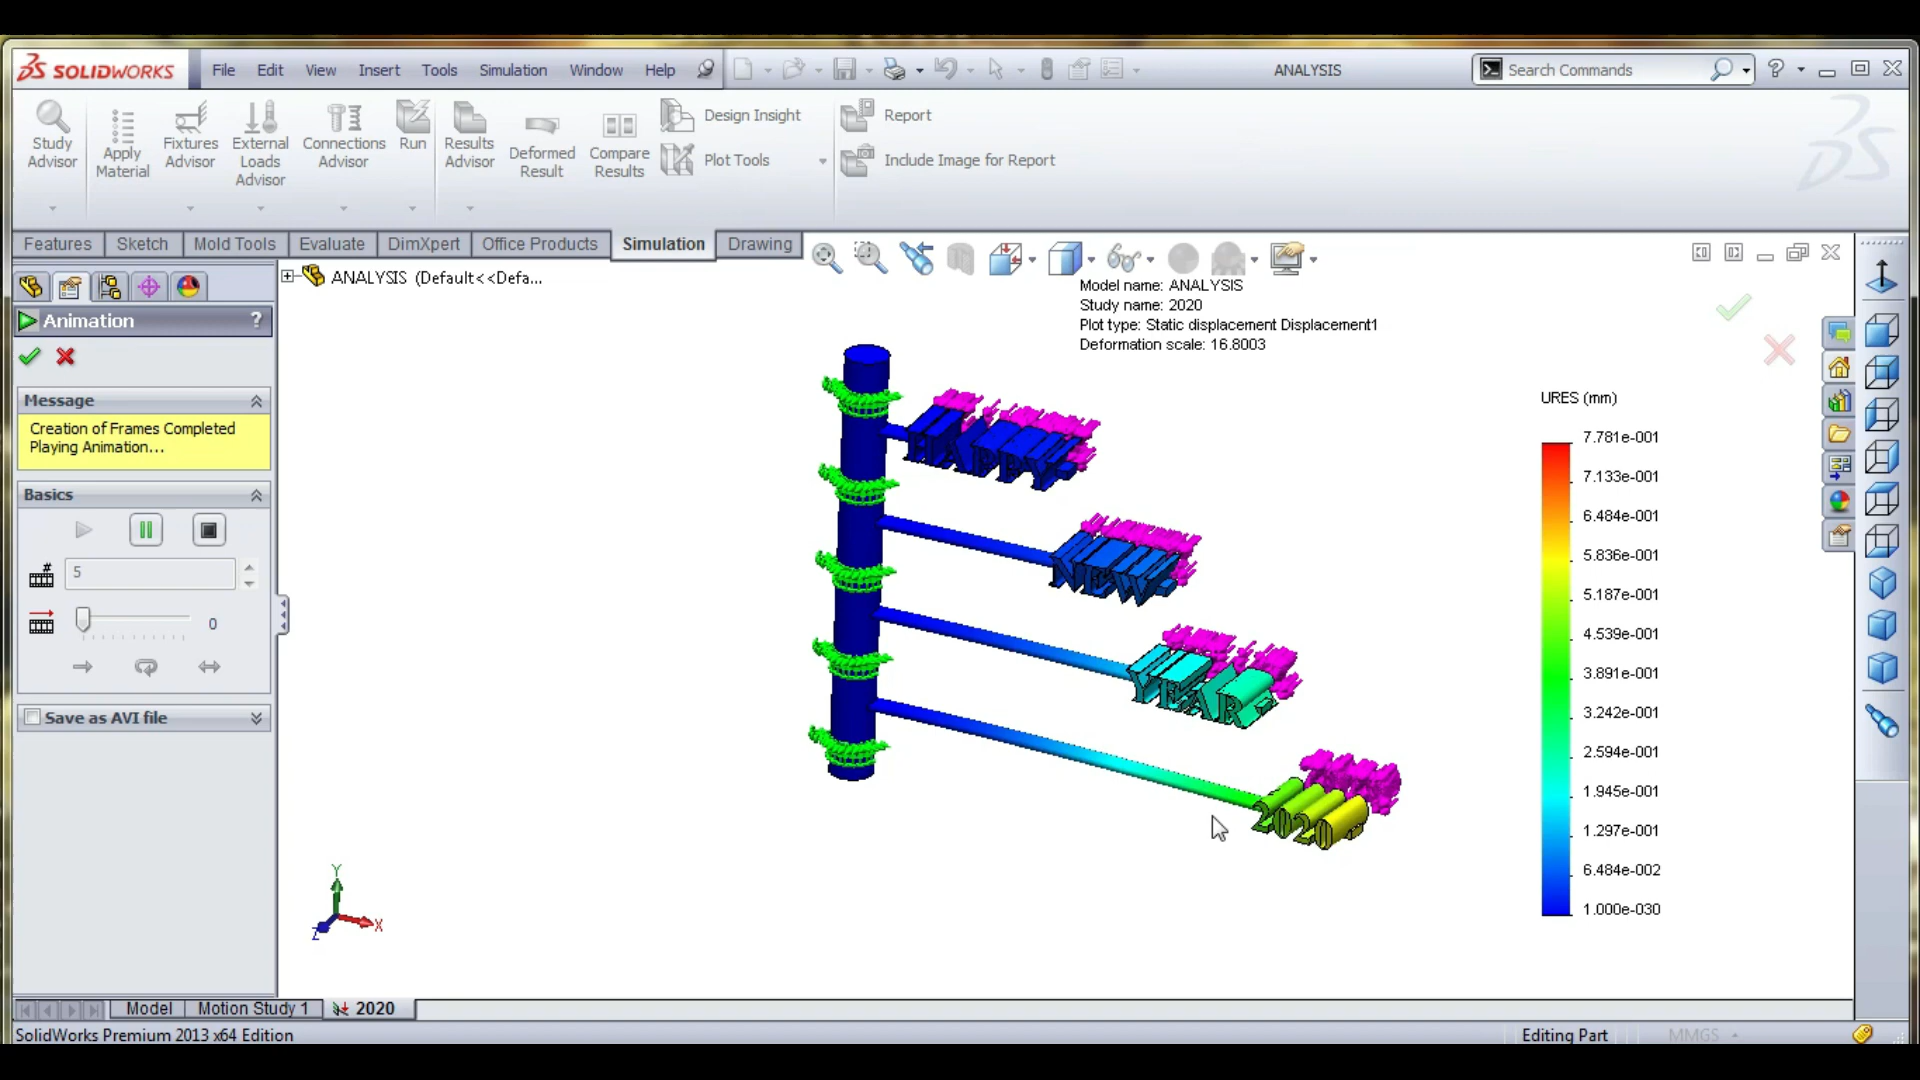 SOLIDWORKS File Edit View Insert Tools Simulation Window Help ANALYSIS Search Commands
Study Advisor
Apply Material
Fixtures Advisor
External Loads Advisor
Connections Advisor
Run
Results Advisor
Deformed Result
Compare Results
Design Insight
Plot Tools
Report
Include Image for Report
Features Sketch Mold Tools Evaluate DimXpert Office Products Simulation Drawing
ANALYSIS (Default<<Defa...
Model name: ANALYSIS
Study name: 2020
Plot type: Static displacement Displacement1
Deformation scale: 16.8003
Animation ?
Message
Creation of Frames Completed
Playing Animation...
Basics
5
0
Save as AVI file
HAPPY
NEW
YEAR
2020
URES (mm)
7.781e-001
7.133e-001
6.484e-001
5.836e-001
5.187e-001
4.539e-001
3.891e-001
3.242e-001
2.594e-001
1.945e-001
1.297e-001
6.484e-002
1.000e-030
Y
X
Z
Model Motion Study 1 2020
SolidWorks Premium 2013 x64 Edition Editing Part MMGS